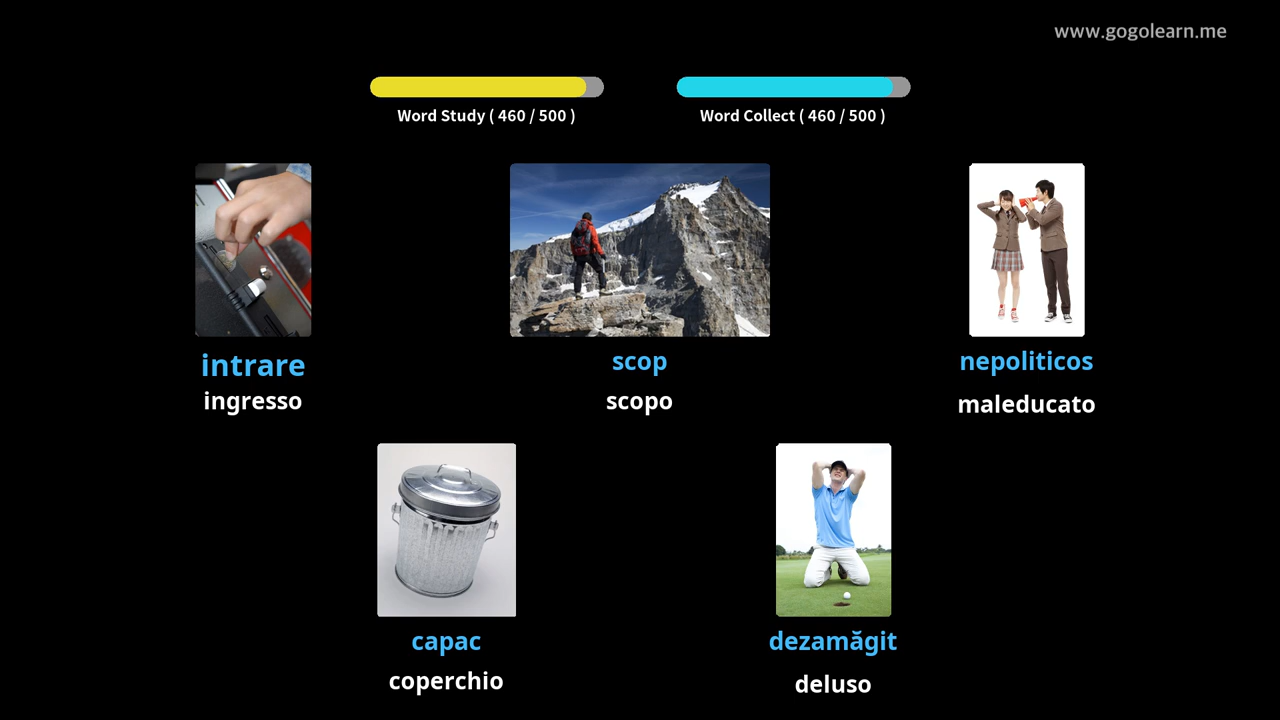 www.gogolearn.me
Word Study ( 460 / 500 )
Word Collect ( 460 / 500 )
intrare
ingresso
scop
scopo
nepoliticos
maleducato
capac
coperchio
dezamăgit
deluso